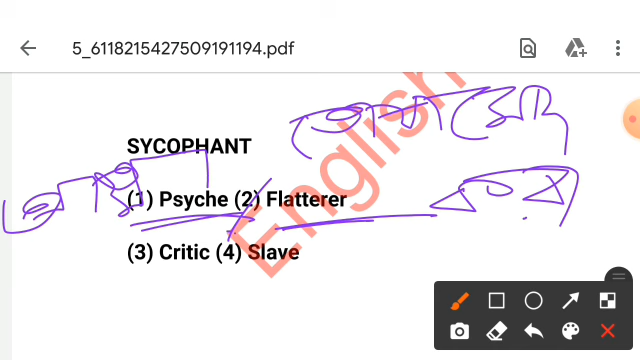 5_6118215427509191194.pdf
SYCOPHANT
(1) Psyche (2) Flatterer
(3) Critic (4) Slave
English